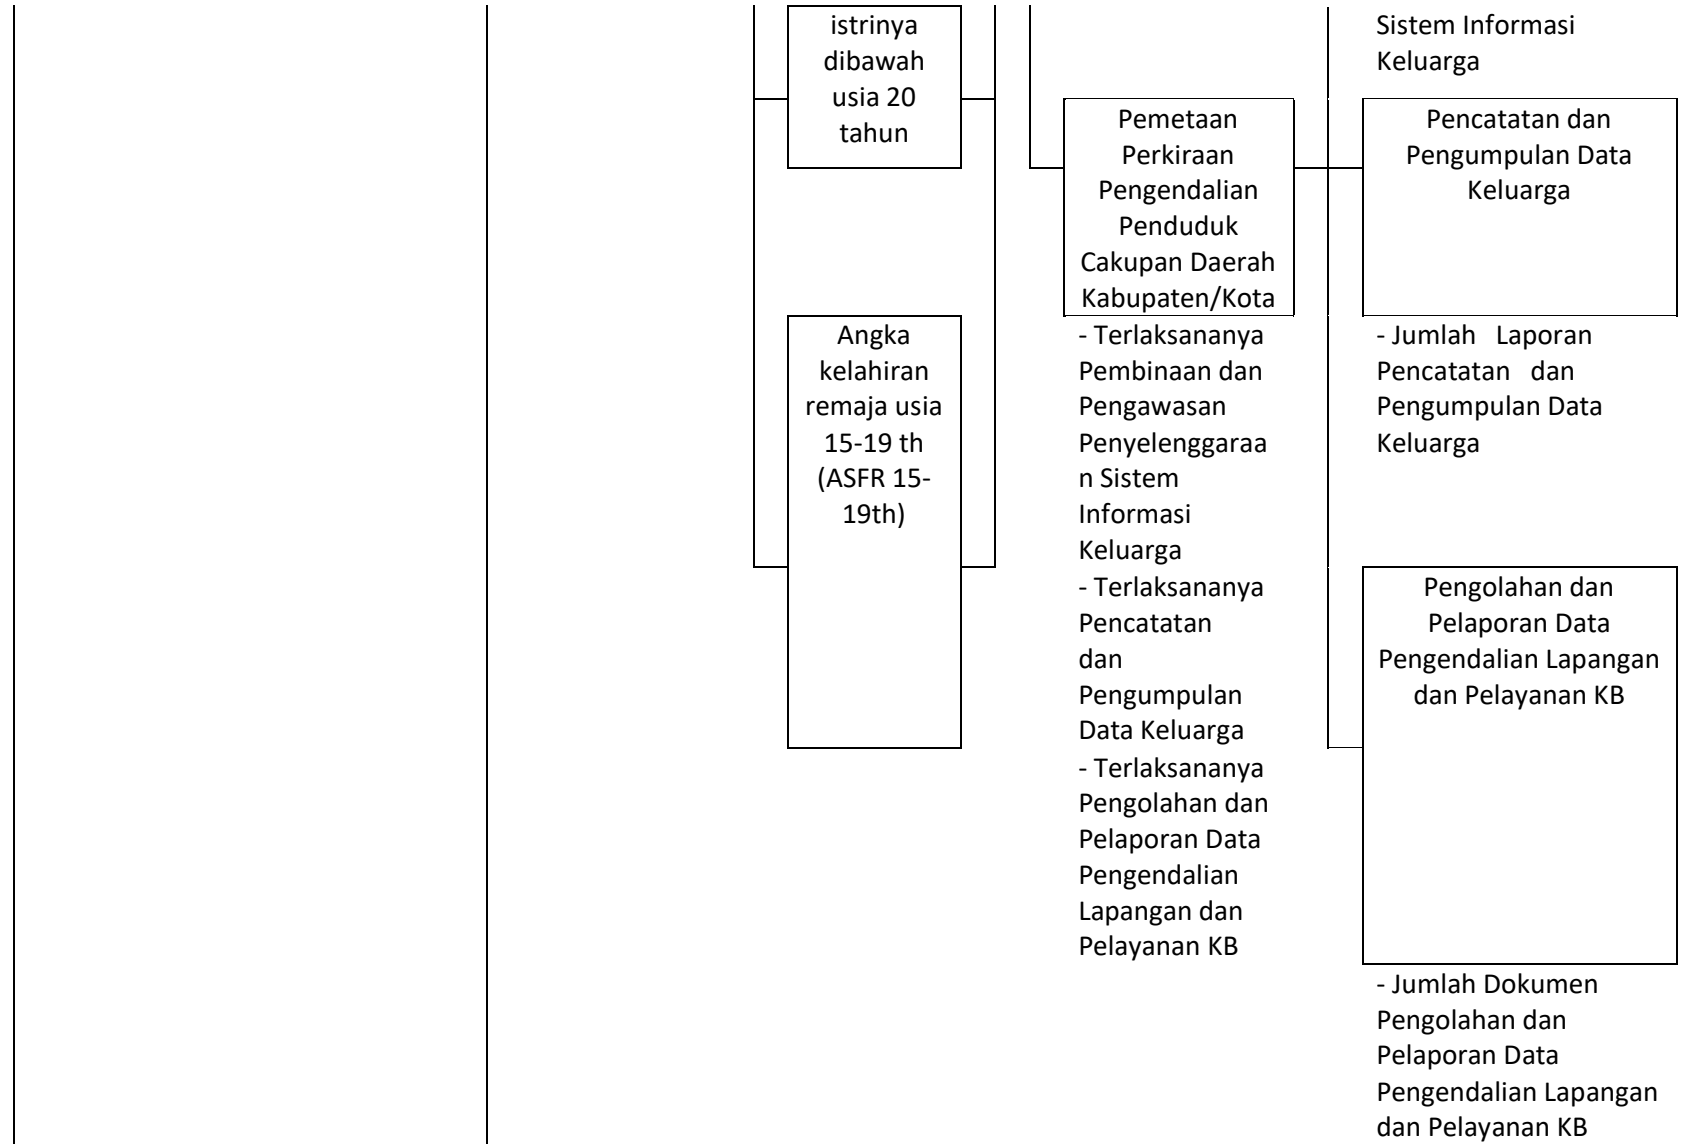 istrinya
dibawah
usia 20
tahun
Angka
kelahiran
remaja usia
15-19 th
(ASFR 15-
19th)
Pemetaan
Perkiraan
Pengendalian
Penduduk
Cakupan Daerah
Kabupaten/Kota
- Terlaksananya
Pembinaan dan
Pengawasan
Penyelenggaraa
n Sistem
Informasi
Keluarga
- Terlaksananya
Pencatatan
dan
Pengumpulan
Data Keluarga
- Terlaksananya
Pengolahan dan
Pelaporan Data
Pengendalian
Lapangan dan
Pelayanan KB
Sistem Informasi
Keluarga
Pencatatan dan
Pengumpulan Data
Keluarga
- Jumlah Laporan
Pencatatan dan
Pengumpulan Data
Keluarga
Pengolahan dan
Pelaporan Data
Pengendalian Lapangan
dan Pelayanan KB
- Jumlah Dokumen
Pengolahan dan
Pelaporan Data
Pengendalian Lapangan
dan Pelayanan KB